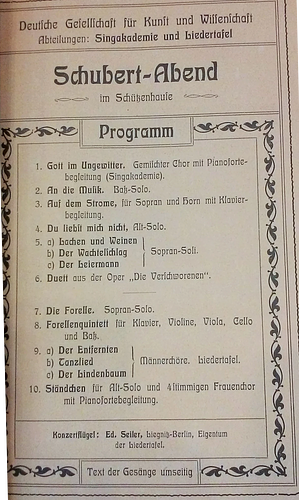 Deutsche Gesellschaft für Kunst und Wissenschaft
Abteilungen: Singakademie und Liedertafel
Schubert-Abend
im Schützenhause
Programm
1. Gott im Ungewitter. Gemischter Chor mit Pianoforte-
begleitung (Singakademie).
2. An die Musik. Baß-Solo.
3. Auf dem Strome, für Sopran und Horn mit Klavier-
begleitung.
4. Du liebst mich nicht, Alt-Solo.
5. a) Lachen und Weinen
b) Der Wachtelschlag
c) Der Leiermann
Sopran-Soli.
6. Duett aus der Oper „Die Verschworenen“.
7. Die Forelle. Sopran-Solo.
8. Forellenquintett für Klavier, Violine, Viola, Cello
und Baß.
9. a) Der Entfernten
b) Tanzlied
c) Der Lindenbaum
Männerchöre. Liedertafel.
10. Ständchen für Alt-Solo und 4stimmigen Frauenchor
mit Pianofortebegleitung.
Konzertflügel: Ed. Seiler, Liegnitz-Berlin, Eigentum
der Liedertafel.
Text der Gesänge umseitig